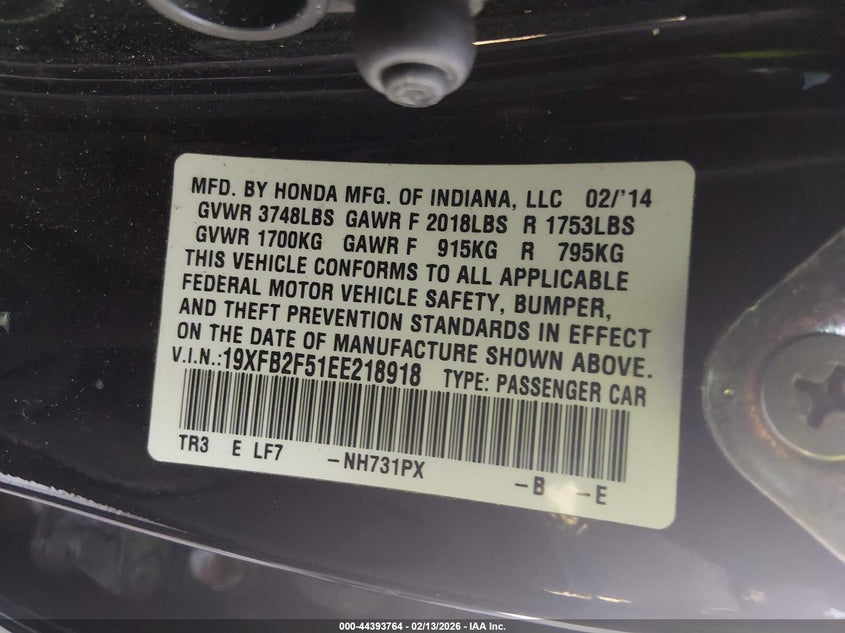 MFD. BY HONDA MFG. OF INDIANA, LLC 02/'14
GVWR 3748LBS GAWR F 2018LBS R 1753LBS
GVWR 1700KG GAWR F 915KG R 795KG
THIS VEHICLE CONFORMS TO ALL APPLICABLE
FEDERAL MOTOR VEHICLE SAFETY, BUMPER,
AND THEFT PREVENTION STANDARDS IN EFFECT
ON THE DATE OF MANUFACTURE SHOWN ABOVE.
V.I.N.:19XFB2F51EE218918 TYPE: PASSENGER CAR
TR3 E LF7 -NH731PX -B -E
000-44393764 - 02/13/2026 - IAA Inc.